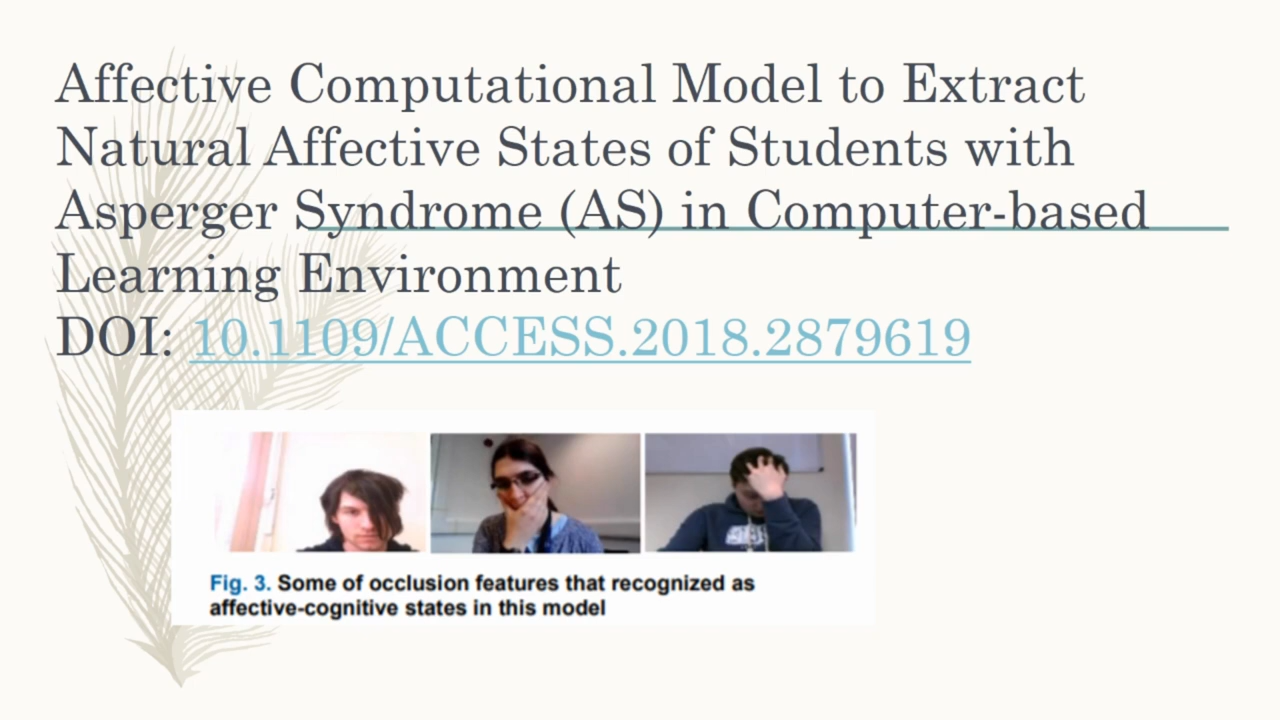 Affective Computational Model to Extract
Natural Affective States of Students with
Asperger Syndrome (AS) in Computer-based
Learning Environment
DOI: 10.1109/ACCESS.2018.2879619
Fig. 3. Some of occlusion features that recognized as
affective-cognitive states in this model